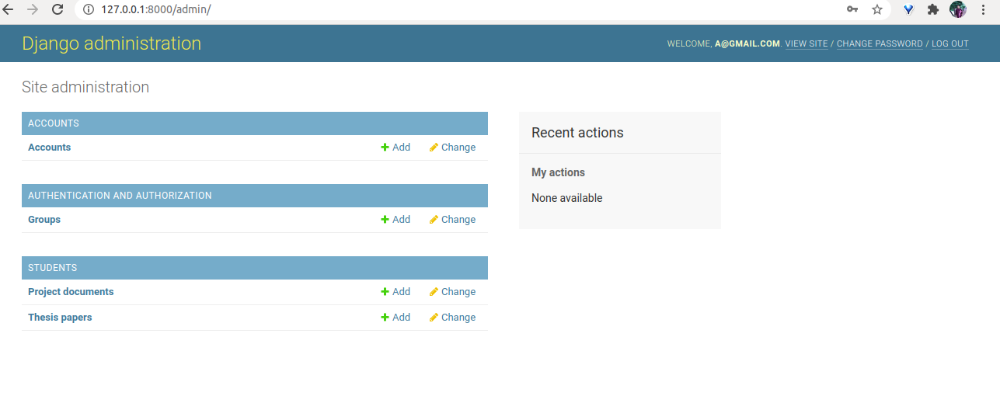 127.0.0.1:8000/admin/
Django administration
WELCOME, A@GMAIL.COM. VIEW SITE / CHANGE PASSWORD / LOG OUT
Site administration
ACCOUNTS
Accounts Add Change
AUTHENTICATION AND AUTHORIZATION
Groups Add Change
STUDENTS
Project documents Add Change
Thesis papers Add Change
Recent actions
My actions
None available